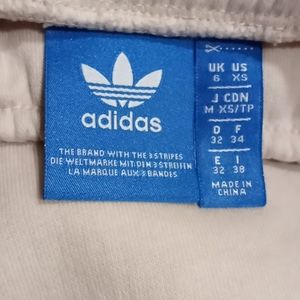 adidas
THE BRAND WITH THE 3 STRIPES
DIE WELTMARKE MIT DEN 3 STREIFEN
LA MARQUE AUX 3 BANDES
UK US
6 XS
J CDN
M XS/TP
D F
32 34
E I
32 38
MADE IN
CHINA